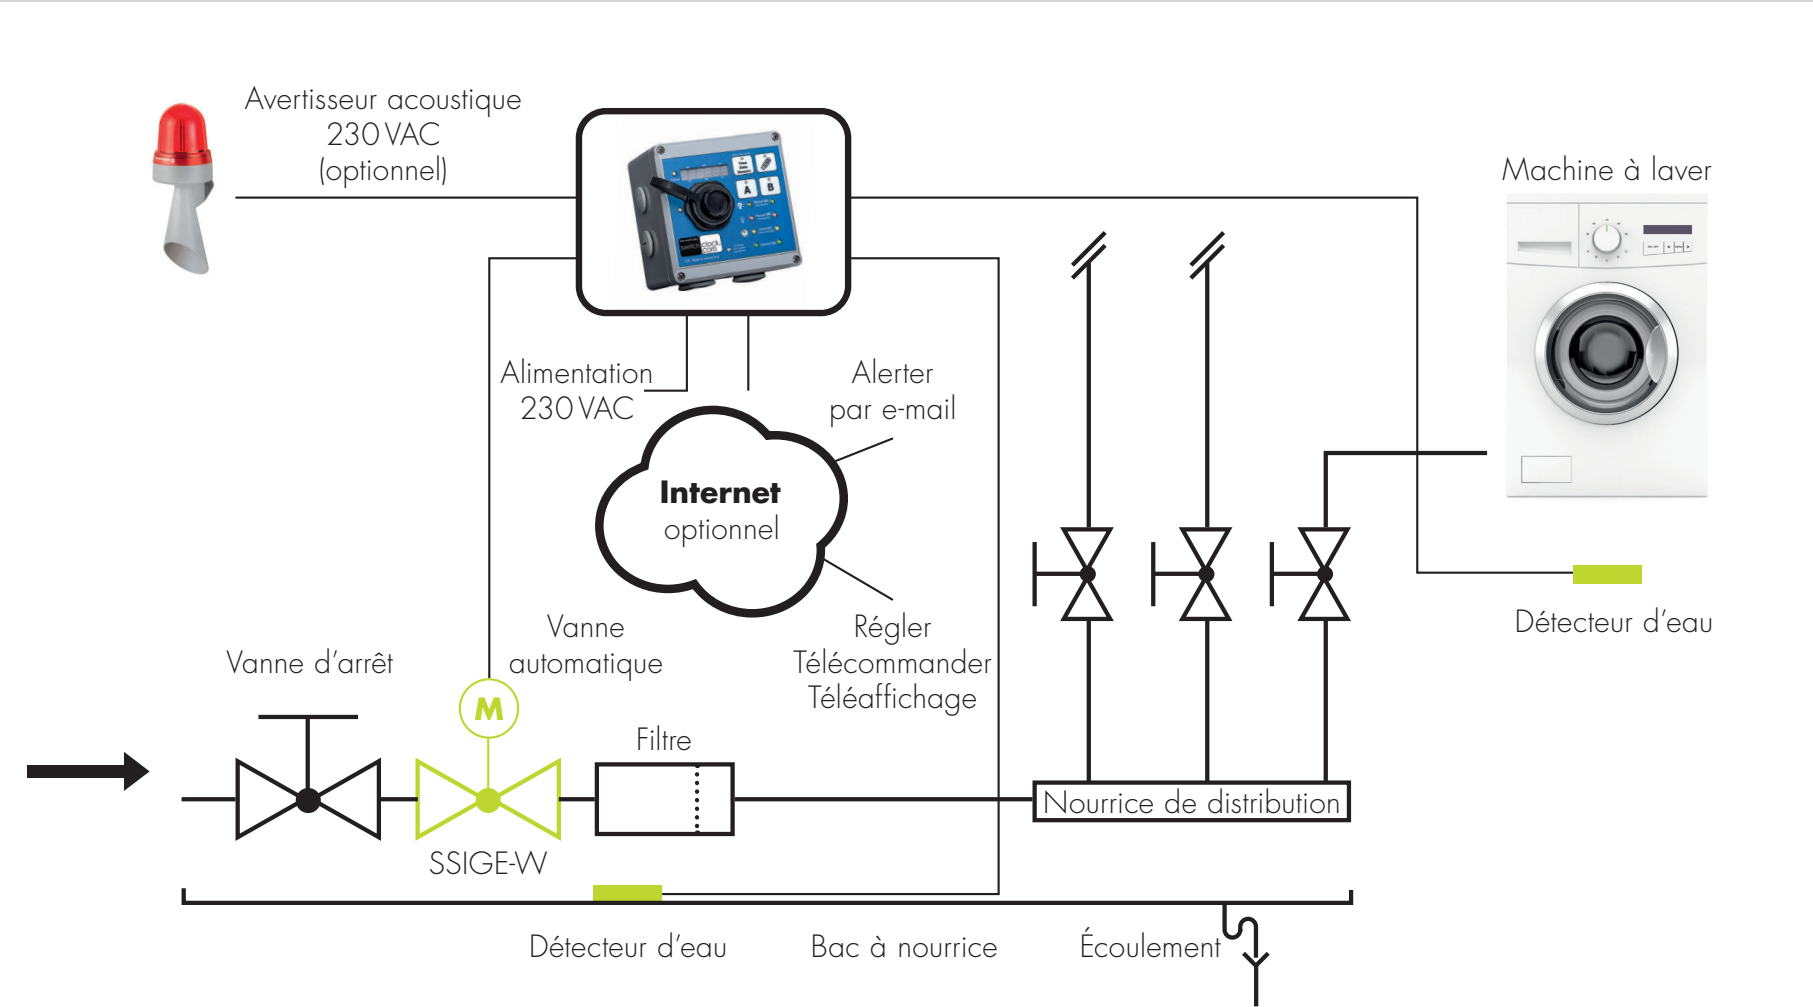 Avertisseur acoustique
230 VAC
(optionnel)
A B
Machine à laver
Alimentation
230 VAC
Alerter
par e-mail
Internet
optionnel
Vanne
automatique
Régler
Télécommander
Téléaffichage
Vanne d’arrêt
M
Filtre
SSIGE-W
Nourrice de distribution
Détecteur d’eau
Détecteur d’eau
Bac à nourrice
Écoulement